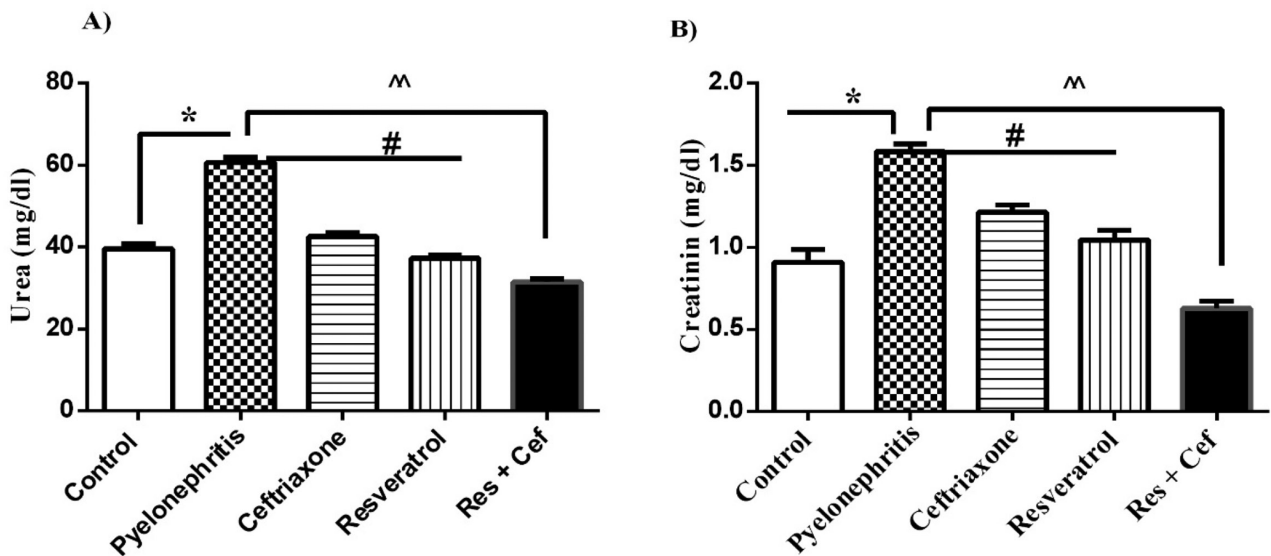 A)
Urea (mg/dl)
80
60
40
20
0
*
^^
#
Control
Pyelonephritis
Ceftriaxone
Resveratrol
Res + Cef
B)
Creatinin (mg/dl)
2.0
1.5
1.0
0.5
0.0
*
^^
#
Control
Pyelonephritis
Ceftriaxone
Resveratrol
Res + Cef